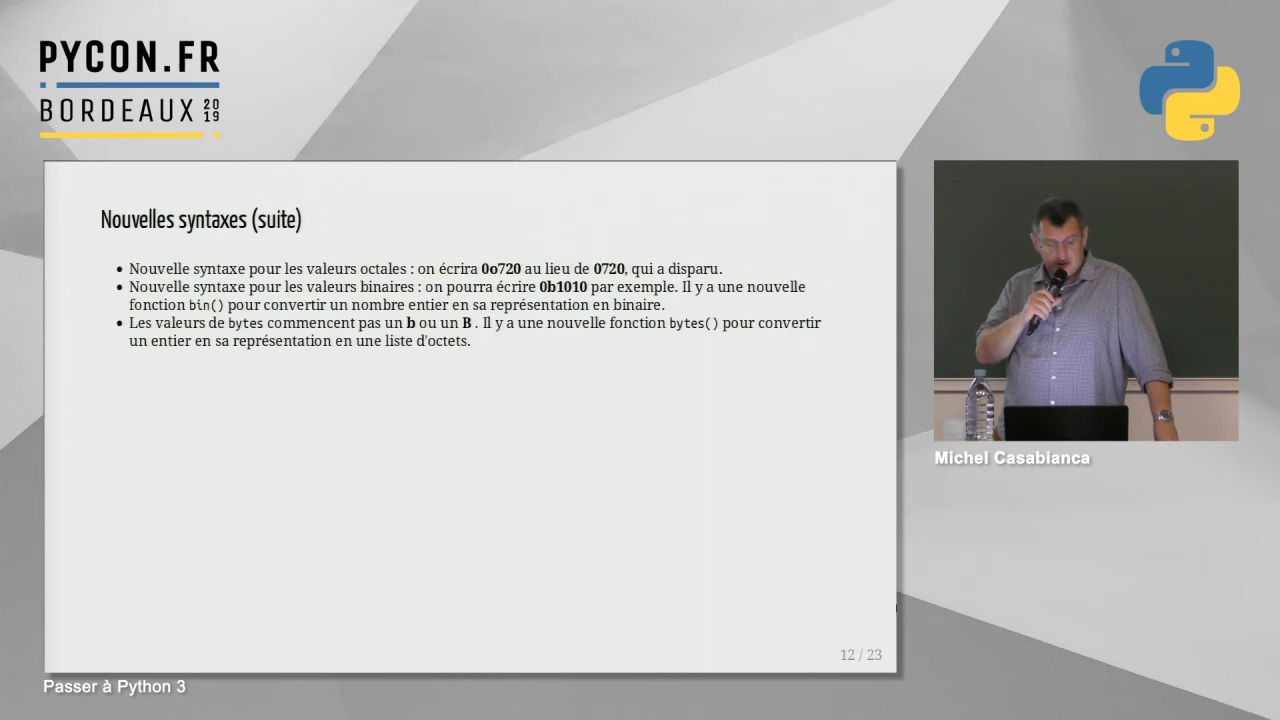 PYCON.FR
BORDEAUX 2019
Nouvelles syntaxes (suite)
• Nouvelle syntaxe pour les valeurs octales : on écrira 0o720 au lieu de 0720, qui a disparu.
• Nouvelle syntaxe pour les valeurs binaires : on pourra écrire 0b1010 par exemple. Il y a une nouvelle
fonction bin() pour convertir un nombre entier en sa représentation en binaire.
• Les valeurs de bytes commencent pas un b ou un B . Il y a une nouvelle fonction bytes() pour convertir
un entier en sa représentation en une liste d'octets.
12 / 23
Michel Casabianca
Passer à Python 3